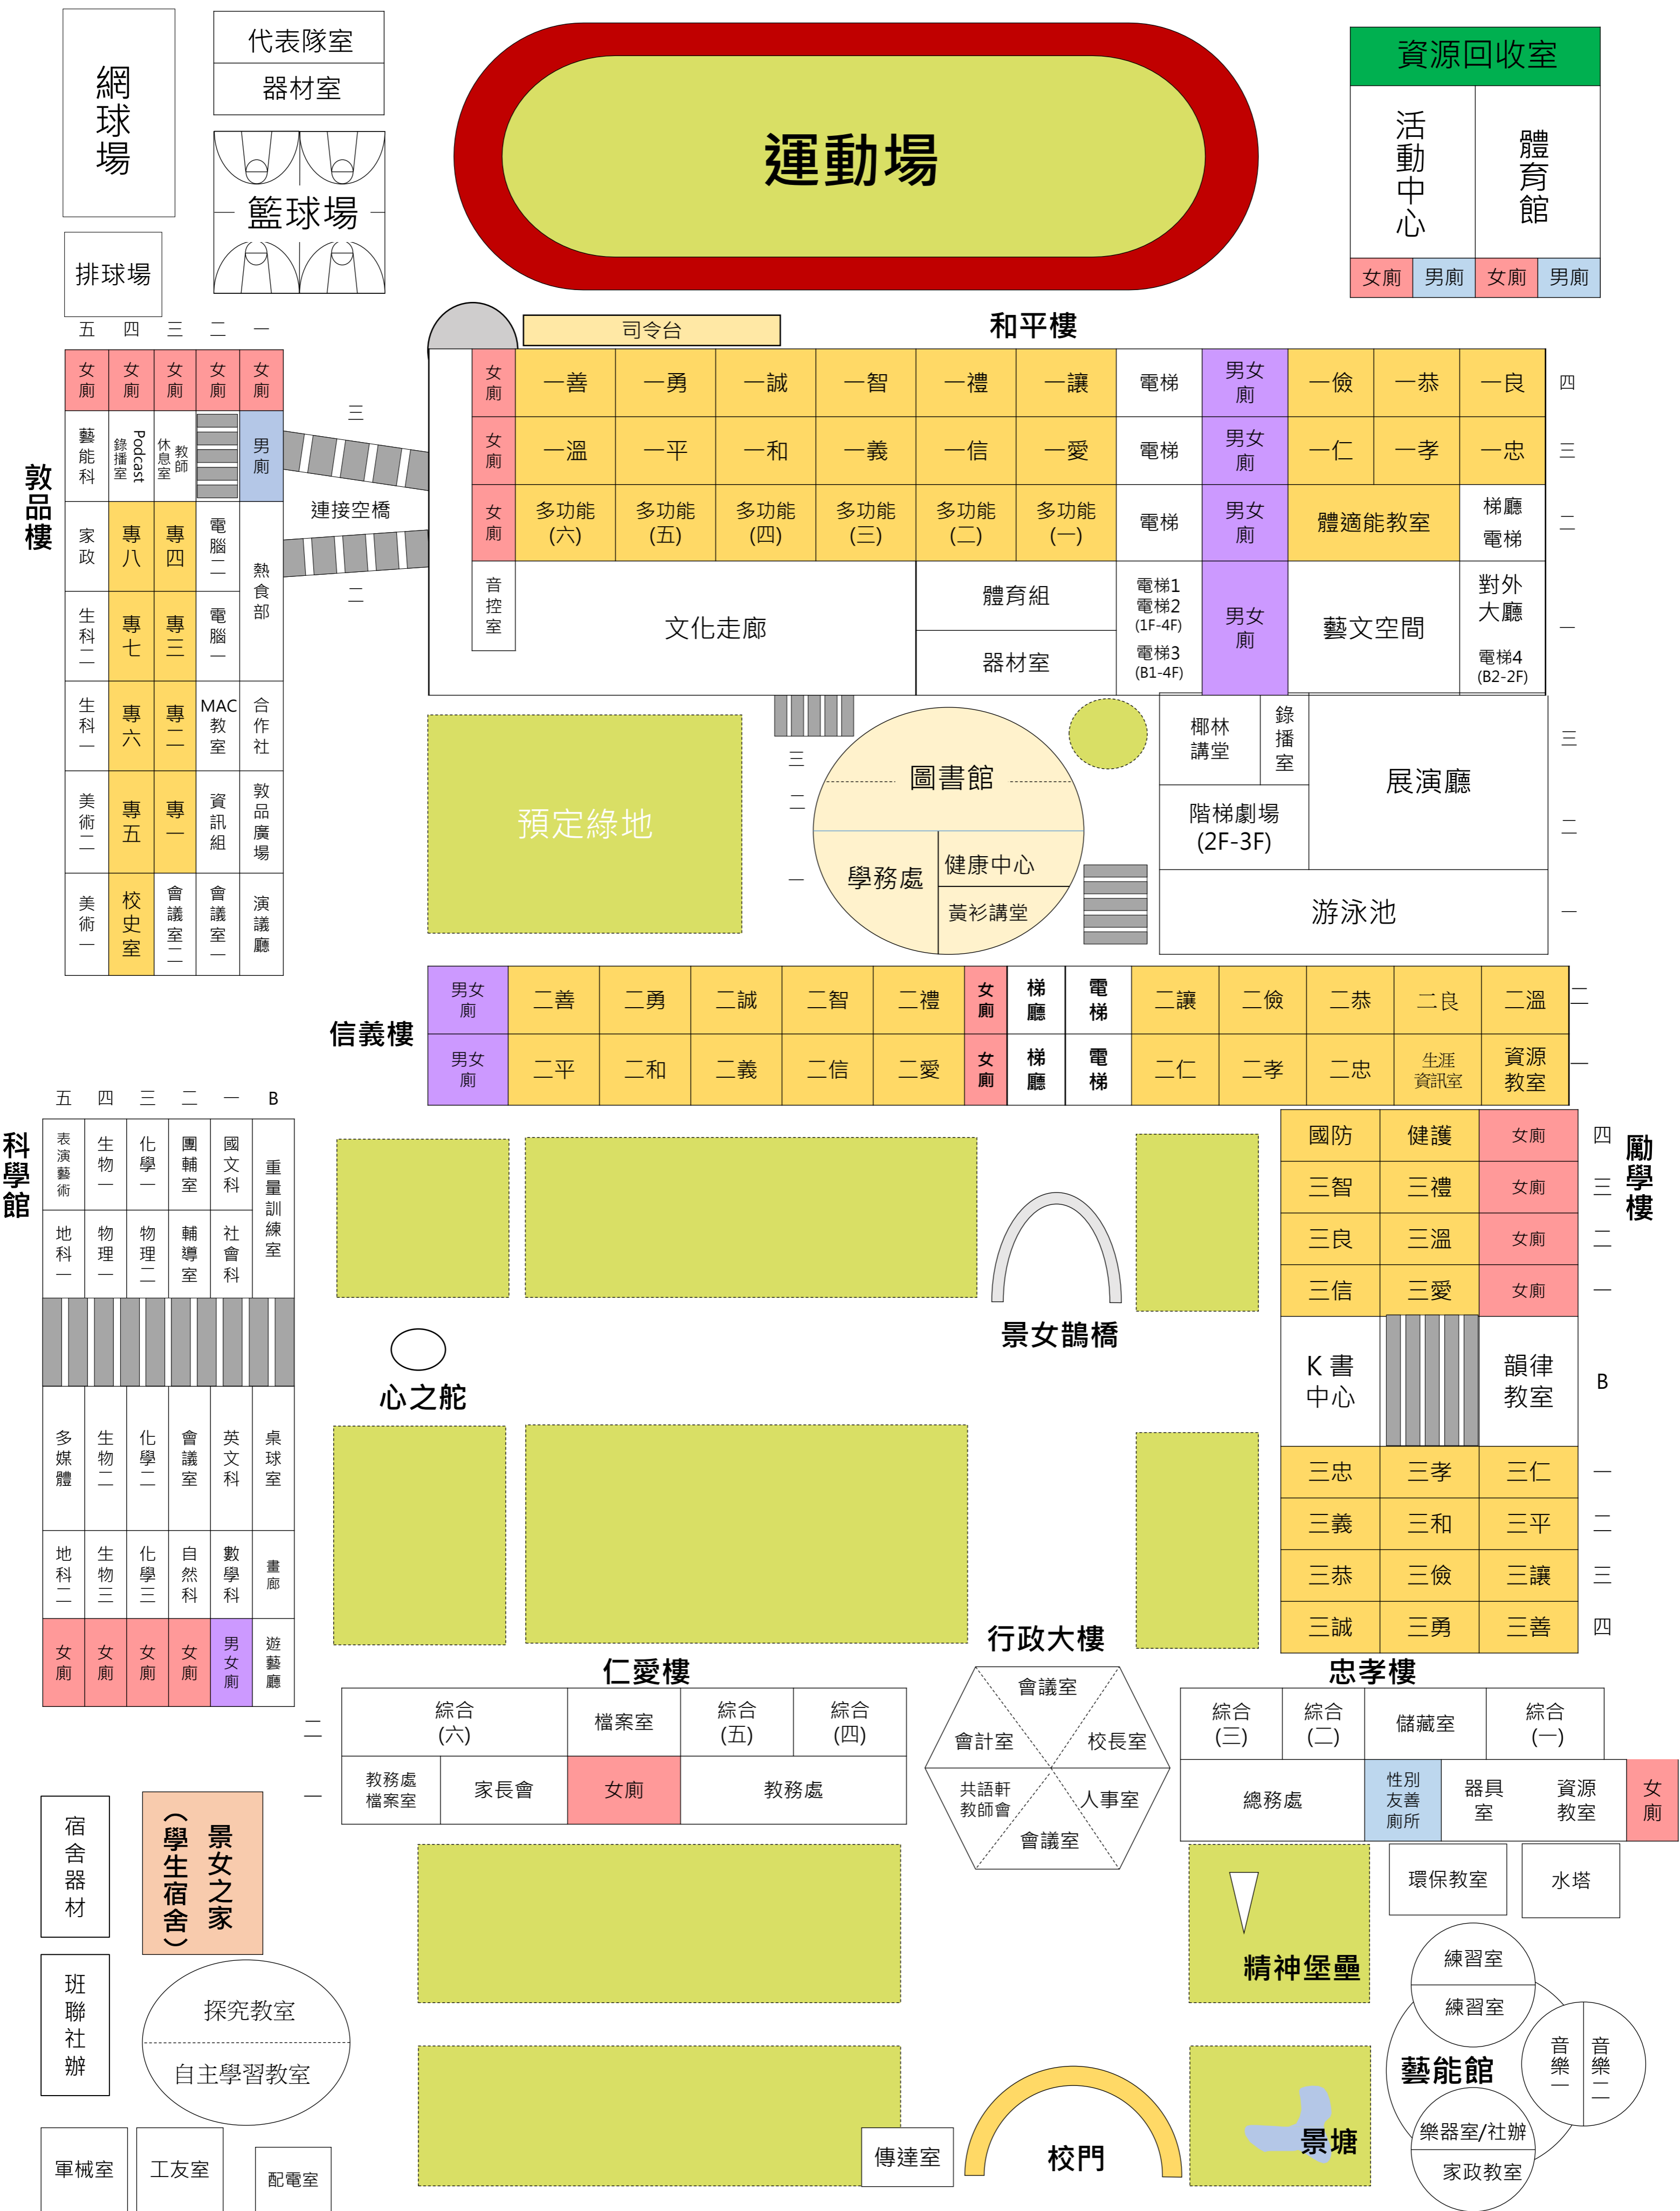 網球場
代表隊室
器材室
籃球場
排球場
運動場
資源回收室
活動中心
體育館
女廁 男廁 女廁 男廁
敦品樓
五 四 三 二 一
女廁 女廁 女廁 女廁 女廁
藝能科 Podcast錄播室 教師休息室 男廁
家政 專八 專四 電腦二 熱食部
生科二 專七 專三 電腦一
生科一 專六 專二 MAC教室 合作社
美術二 專五 專一 資訊組 敦品廣場
美術一 校史室 會議室二 會議室一 演議廳
三
連接空橋
二
司令台
和平樓
女廁 一善 一勇 一誠 一智 一禮 一讓 電梯 男女廁 一儉 一恭 一良 四
女廁 一溫 一平 一和 一義 一信 一愛 電梯 男女廁 一仁 一孝 一忠 三
女廁 多功能(六) 多功能(五) 多功能(四) 多功能(三) 多功能(二) 多功能(一) 電梯 男女廁 體適能教室 梯廳 電梯 二
音控室
文化走廊
體育組
器材室
電梯1
電梯2
(1F-4F)
電梯3
(B1-4F)
男女廁
藝文空間
對外大廳
電梯4
(B2-2F)
一
預定綠地
三
二
一
圖書館
學務處
健康中心
黃衫講堂
椰林講堂
錄播室
展演廳
階梯劇場
(2F-3F)
游泳池
三
二
一
信義樓
男女廁 二善 二勇 二誠 二智 二禮 女廁 梯廳 電梯 二讓 二儉 二恭 二良 二溫 二
男女廁 二平 二和 二義 二信 二愛 女廁 梯廳 電梯 二仁 二孝 二忠 生涯資訊室 資源教室 一
科學館
五 四 三 二 一 B
表演藝術 生物一 化學一 團輔室 國文科 重量訓練室
地科一 物理一 物理二 輔導室 社會科
多媒體 生物二 化學二 會議室 英文科 桌球室
地科二 生物三 化學三 自然科 數學科 畫廊
女廁 女廁 女廁 女廁 男女廁 遊藝廳
景女鵲橋
心之舵
勵學樓
國防 健護 女廁 四
三智 三禮 女廁 三
三良 三溫 女廁 二
三信 三愛 女廁 一
K書中心 韻律教室 B
三忠 三孝 三仁 一
三義 三和 三平 二
三恭 三儉 三讓 三
三誠 三勇 三善 四
仁愛樓
二 綜合(六) 檔案室 綜合(五) 綜合(四)
一 教務處檔案室 家長會 女廁 教務處
行政大樓
會議室
會計室
校長室
共語軒
教師會
人事室
會議室
忠孝樓
綜合(三) 綜合(二) 儲藏室 綜合(一)
總務處 性別友善廁所 器具室 資源教室 女廁
宿舍器材
景女之家
(學生宿舍)
班聯社辦
探究教室
自主學習教室
軍械室
工友室
配電室
傳達室
校門
精神堡壘
景塘
環保教室
水塔
練習室
練習室
藝能館
音樂一
音樂二
樂器室/社辦
家政教室